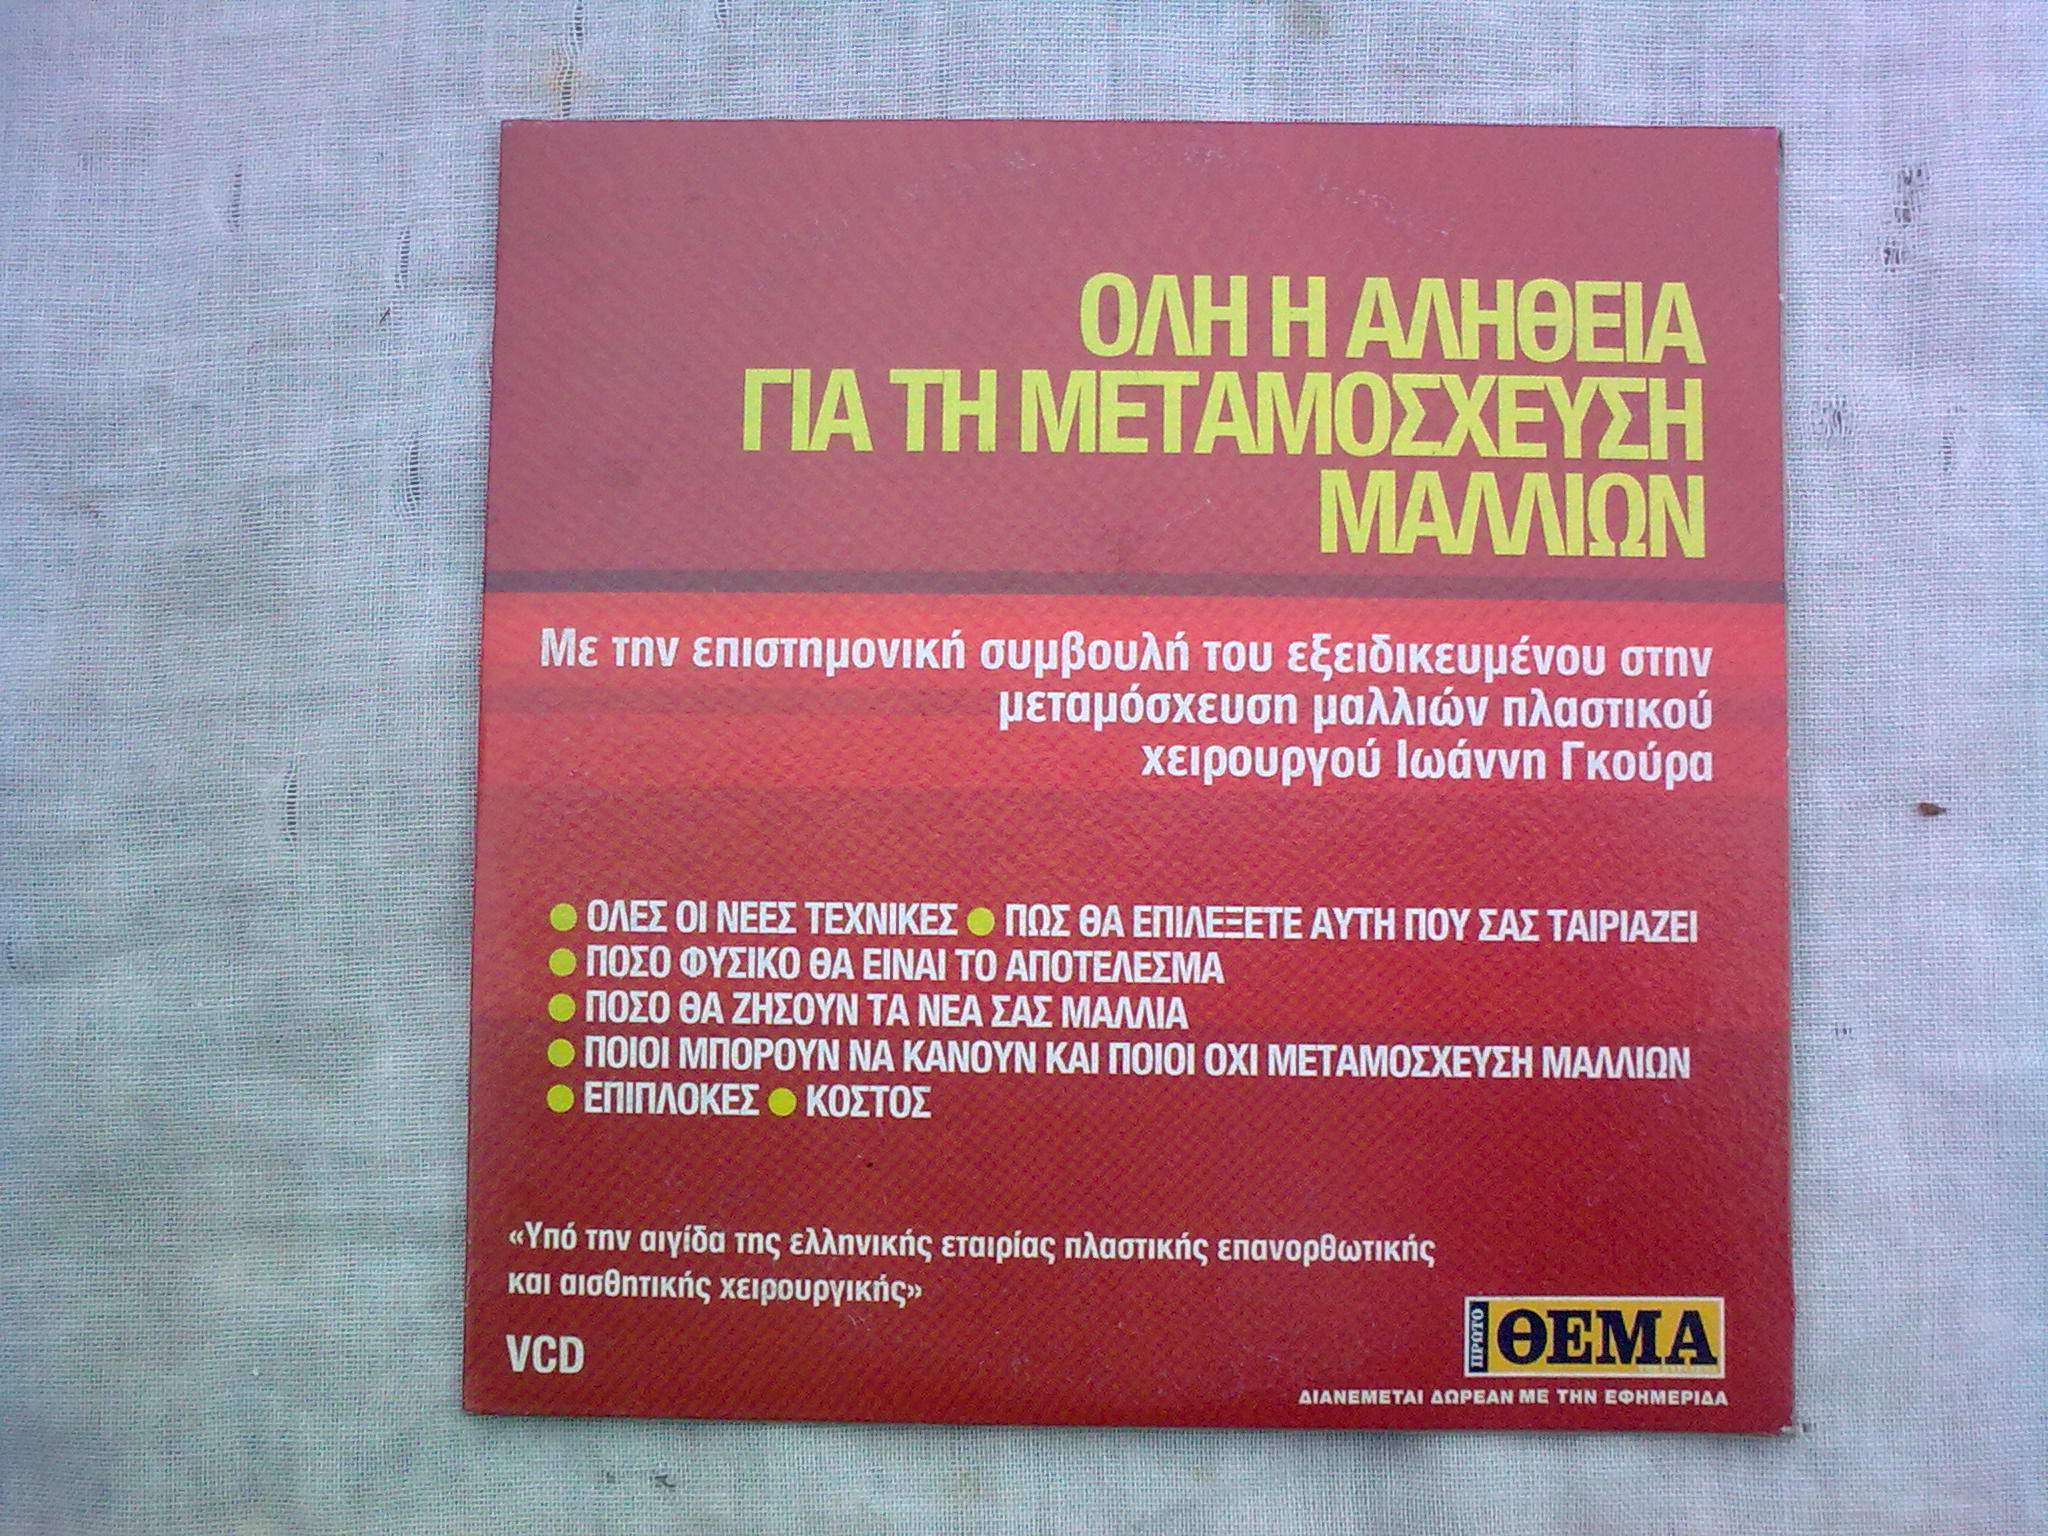 ΟΛΗ Η ΑΛΗΘΕΙΑ
ΓΙΑ ΤΗ ΜΕΤΑΜΟΣΧΕΥΣΗ
ΜΑΛΛΙΩΝ
Με την επιστημονική συμβουλή του εξειδικευμένου στην
μεταμόσχευση μαλλιών πλαστικού
χειρουργού Ιωάννη Γκούρα
● ΟΛΕΣ ΟΙ ΝΕΕΣ ΤΕΧΝΙΚΕΣ ● ΠΩΣ ΘΑ ΕΠΙΛΕΞΕΤΕ ΑΥΤΗ ΠΟΥ ΣΑΣ ΤΑΙΡΙΑΖΕΙ
● ΠΟΣΟ ΦΥΣΙΚΟ ΘΑ ΕΙΝΑΙ ΤΟ ΑΠΟΤΕΛΕΣΜΑ
● ΠΟΣΟ ΘΑ ΖΗΣΟΥΝ ΤΑ ΝΕΑ ΣΑΣ ΜΑΛΛΙΑ
● ΠΟΙΟΙ ΜΠΟΡΟΥΝ ΝΑ ΚΑΝΟΥΝ ΚΑΙ ΠΟΙΟΙ ΟΧΙ ΜΕΤΑΜΟΣΧΕΥΣΗ ΜΑΛΛΙΩΝ
● ΕΠΙΠΛΟΚΕΣ ● ΚΟΣΤΟΣ
«Υπό την αιγίδα της ελληνικής εταιρίας πλαστικής επανορθωτικής
και αισθητικής χειρουργικής»
VCD
ΠΡΩΤΟ ΘΕΜΑ
ΔΙΑΝΕΜΕΤΑΙ ΔΩΡΕΑΝ ΜΕ ΤΗΝ ΕΦΗΜΕΡΙΔΑ